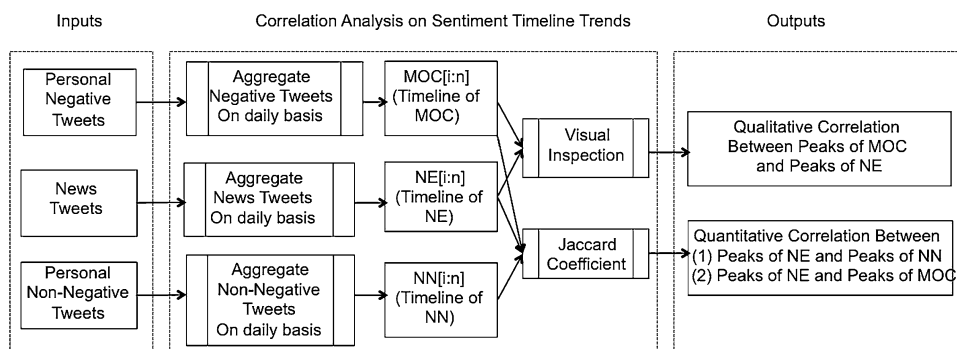 Inputs
Correlation Analysis on Sentiment Timeline Trends
Outputs
Personal
Negative
Tweets
Aggregate
Negative Tweets
On daily basis
MOC[i:n]
(Timeline of
MOC)
Visual
Inspection
Qualitative Correlation
Between Peaks of MOC
and Peaks of NE
News
Tweets
Aggregate
News Tweets
On daily basis
NE[i:n]
(Timeline of
NE)
Jaccard
Coefficient
Quantitative Correlation Between
(1) Peaks of NE and Peaks of NN
(2) Peaks of NE and Peaks of MOC
Personal
Non-Negative
Tweets
Aggregate
Non-Negative
Tweets
On daily basis
NN[i:n]
(Timeline of
NN)